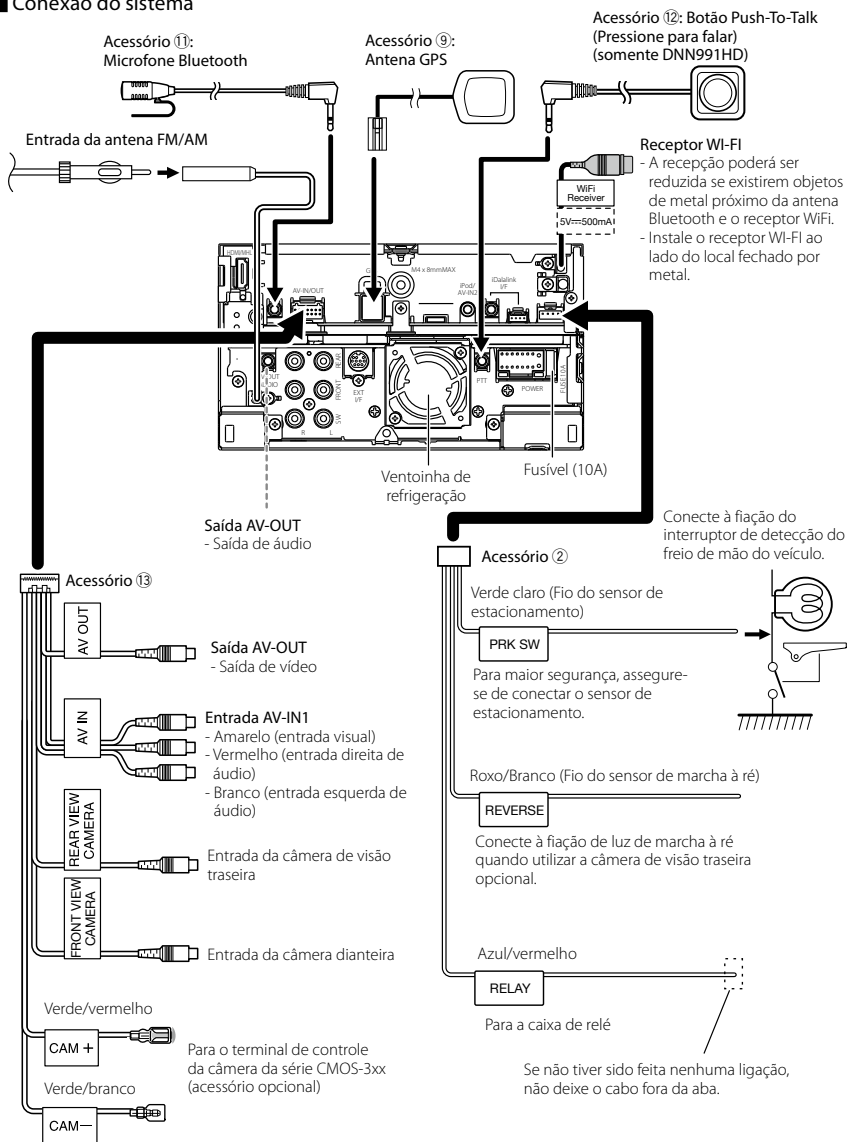 Conexão do sistema
Acessório ⑪:
Microfone Bluetooth
Acessório ⑨:
Antena GPS
Acessório ⑫: Botão Push-To-Talk
(Pressione para falar)
(somente DNN991HD)
Entrada da antena FM/AM
Receptor WI-FI
- A recepção poderá ser
reduzida se existirem objetos
de metal próximo da antena
Bluetooth e o receptor WiFi.
- Instale o receptor WI-FI ao
lado do local fechado por
metal.
WiFi
Receiver
5V⎓500mA
HDMI/MHL
AV-IN/OUT
G
M4 x 8mmMAX
iPod/
AV-IN2
iDatalink
I/F
OUT
REAR
FRONT
SW
R
L
EXT
I/F
PTT
POWER
FUSE 10A
Ventoinha de
refrigeração
Fusível (10A)
Saída AV-OUT
- Saída de áudio
Acessório ⑬
AV OUT
Saída AV-OUT
- Saída de vídeo
AV IN
Entrada AV-IN1
- Amarelo (entrada visual)
- Vermelho (entrada direita de
áudio)
- Branco (entrada esquerda de
áudio)
REAR VIEW
CAMERA
Entrada da câmera de visão
traseira
FRONT VIEW
CAMERA
Entrada da câmera dianteira
Verde/vermelho
CAM +
Para o terminal de controle
da câmera da série CMOS-3xx
(acessório opcional)
Verde/branco
CAM—
Acessório ②
Conecte à fiação do
interruptor de detecção do
freio de mão do veículo.
Verde claro (Fio do sensor de
estacionamento)
PRK SW
Para maior segurança, assegure-
se de conectar o sensor de
estacionamento.
Roxo/Branco (Fio do sensor de marcha à ré)
REVERSE
Conecte à fiação de luz de marcha à ré
quando utilizar a câmera de visão traseira
opcional.
Azul/vermelho
RELAY
Para a caixa de relé
Se não tiver sido feita nenhuma ligação,
não deixe o cabo fora da aba.